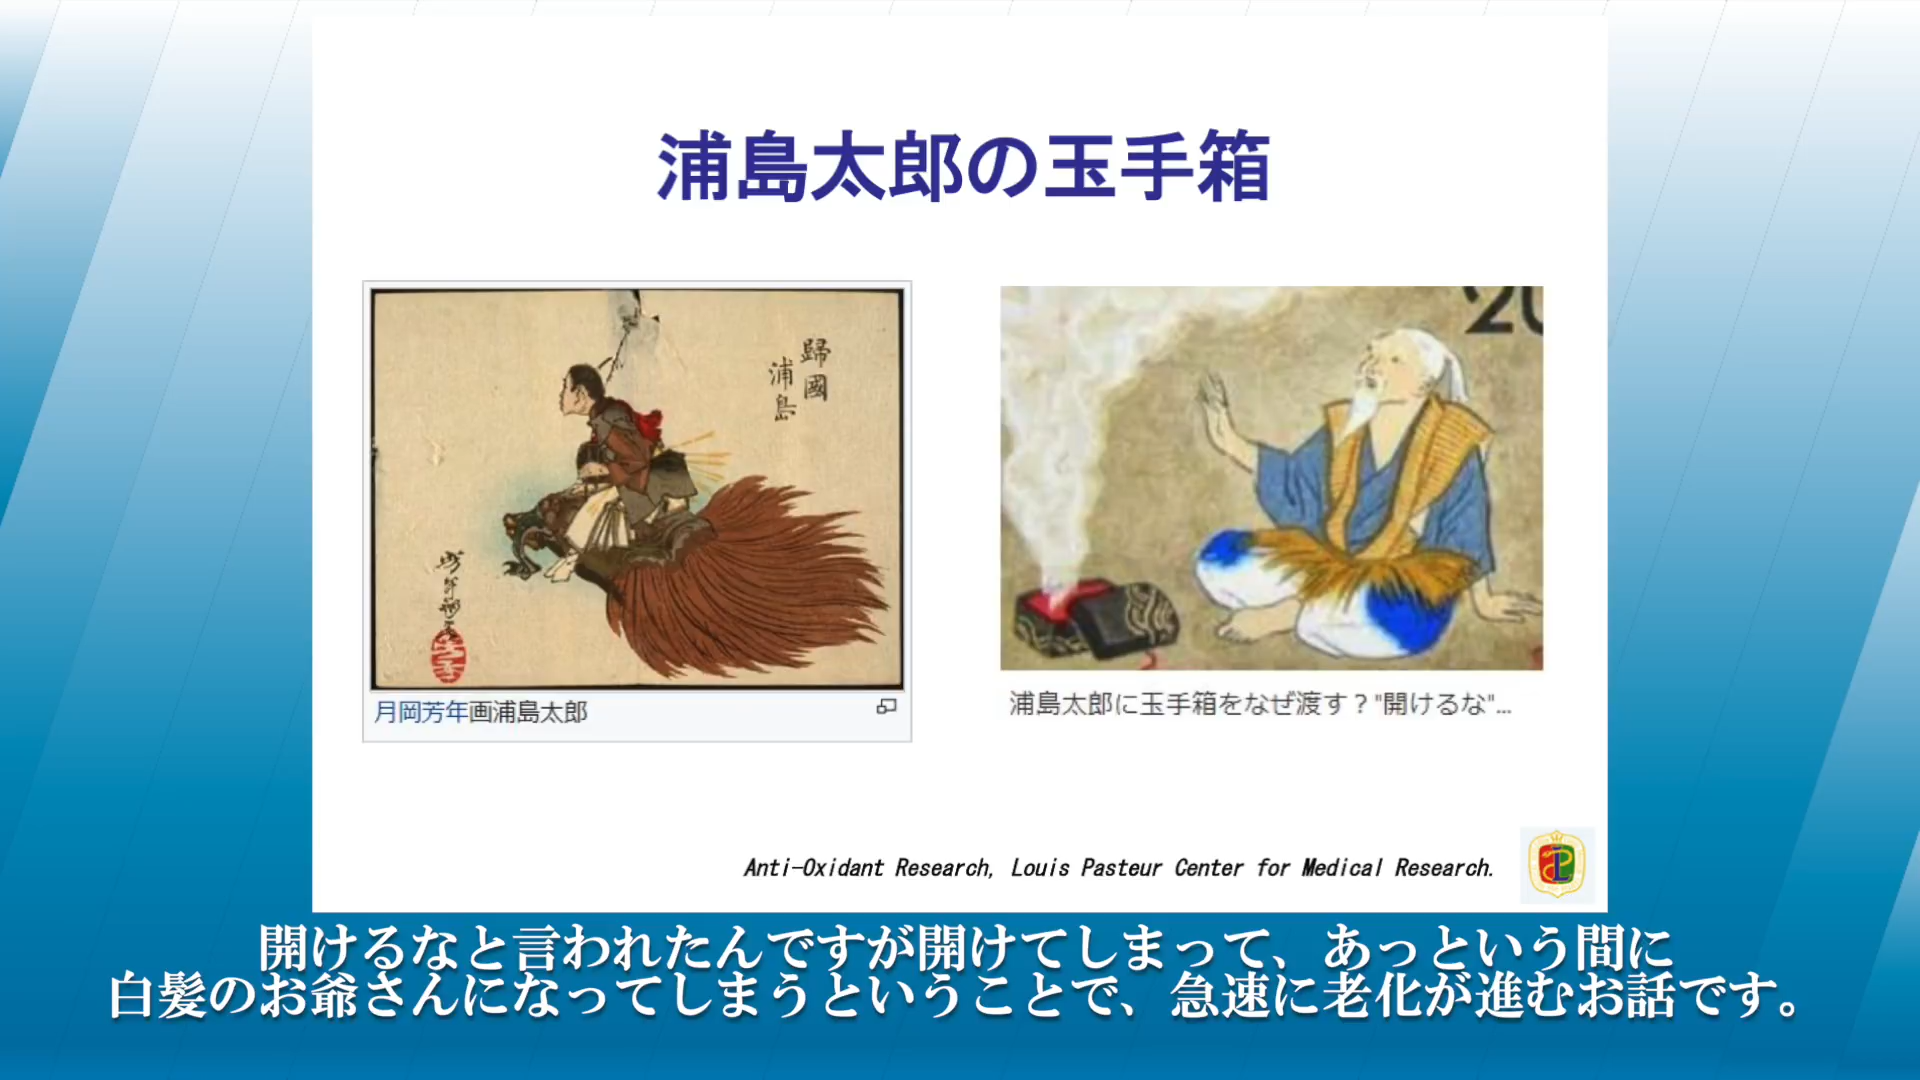 浦島太郎の玉手箱
歸國
浦島
月岡芳年画浦島太郎
20
浦島太郎に玉手箱をなぜ渡す?"開けるな"...
Anti-Oxidant Research, Louis Pasteur Center for Medical Research.
開けるなと言われたんですが開けてしまって、あっという間に
白髪のお爺さんになってしまうということで、急速に老化が進むお話です。